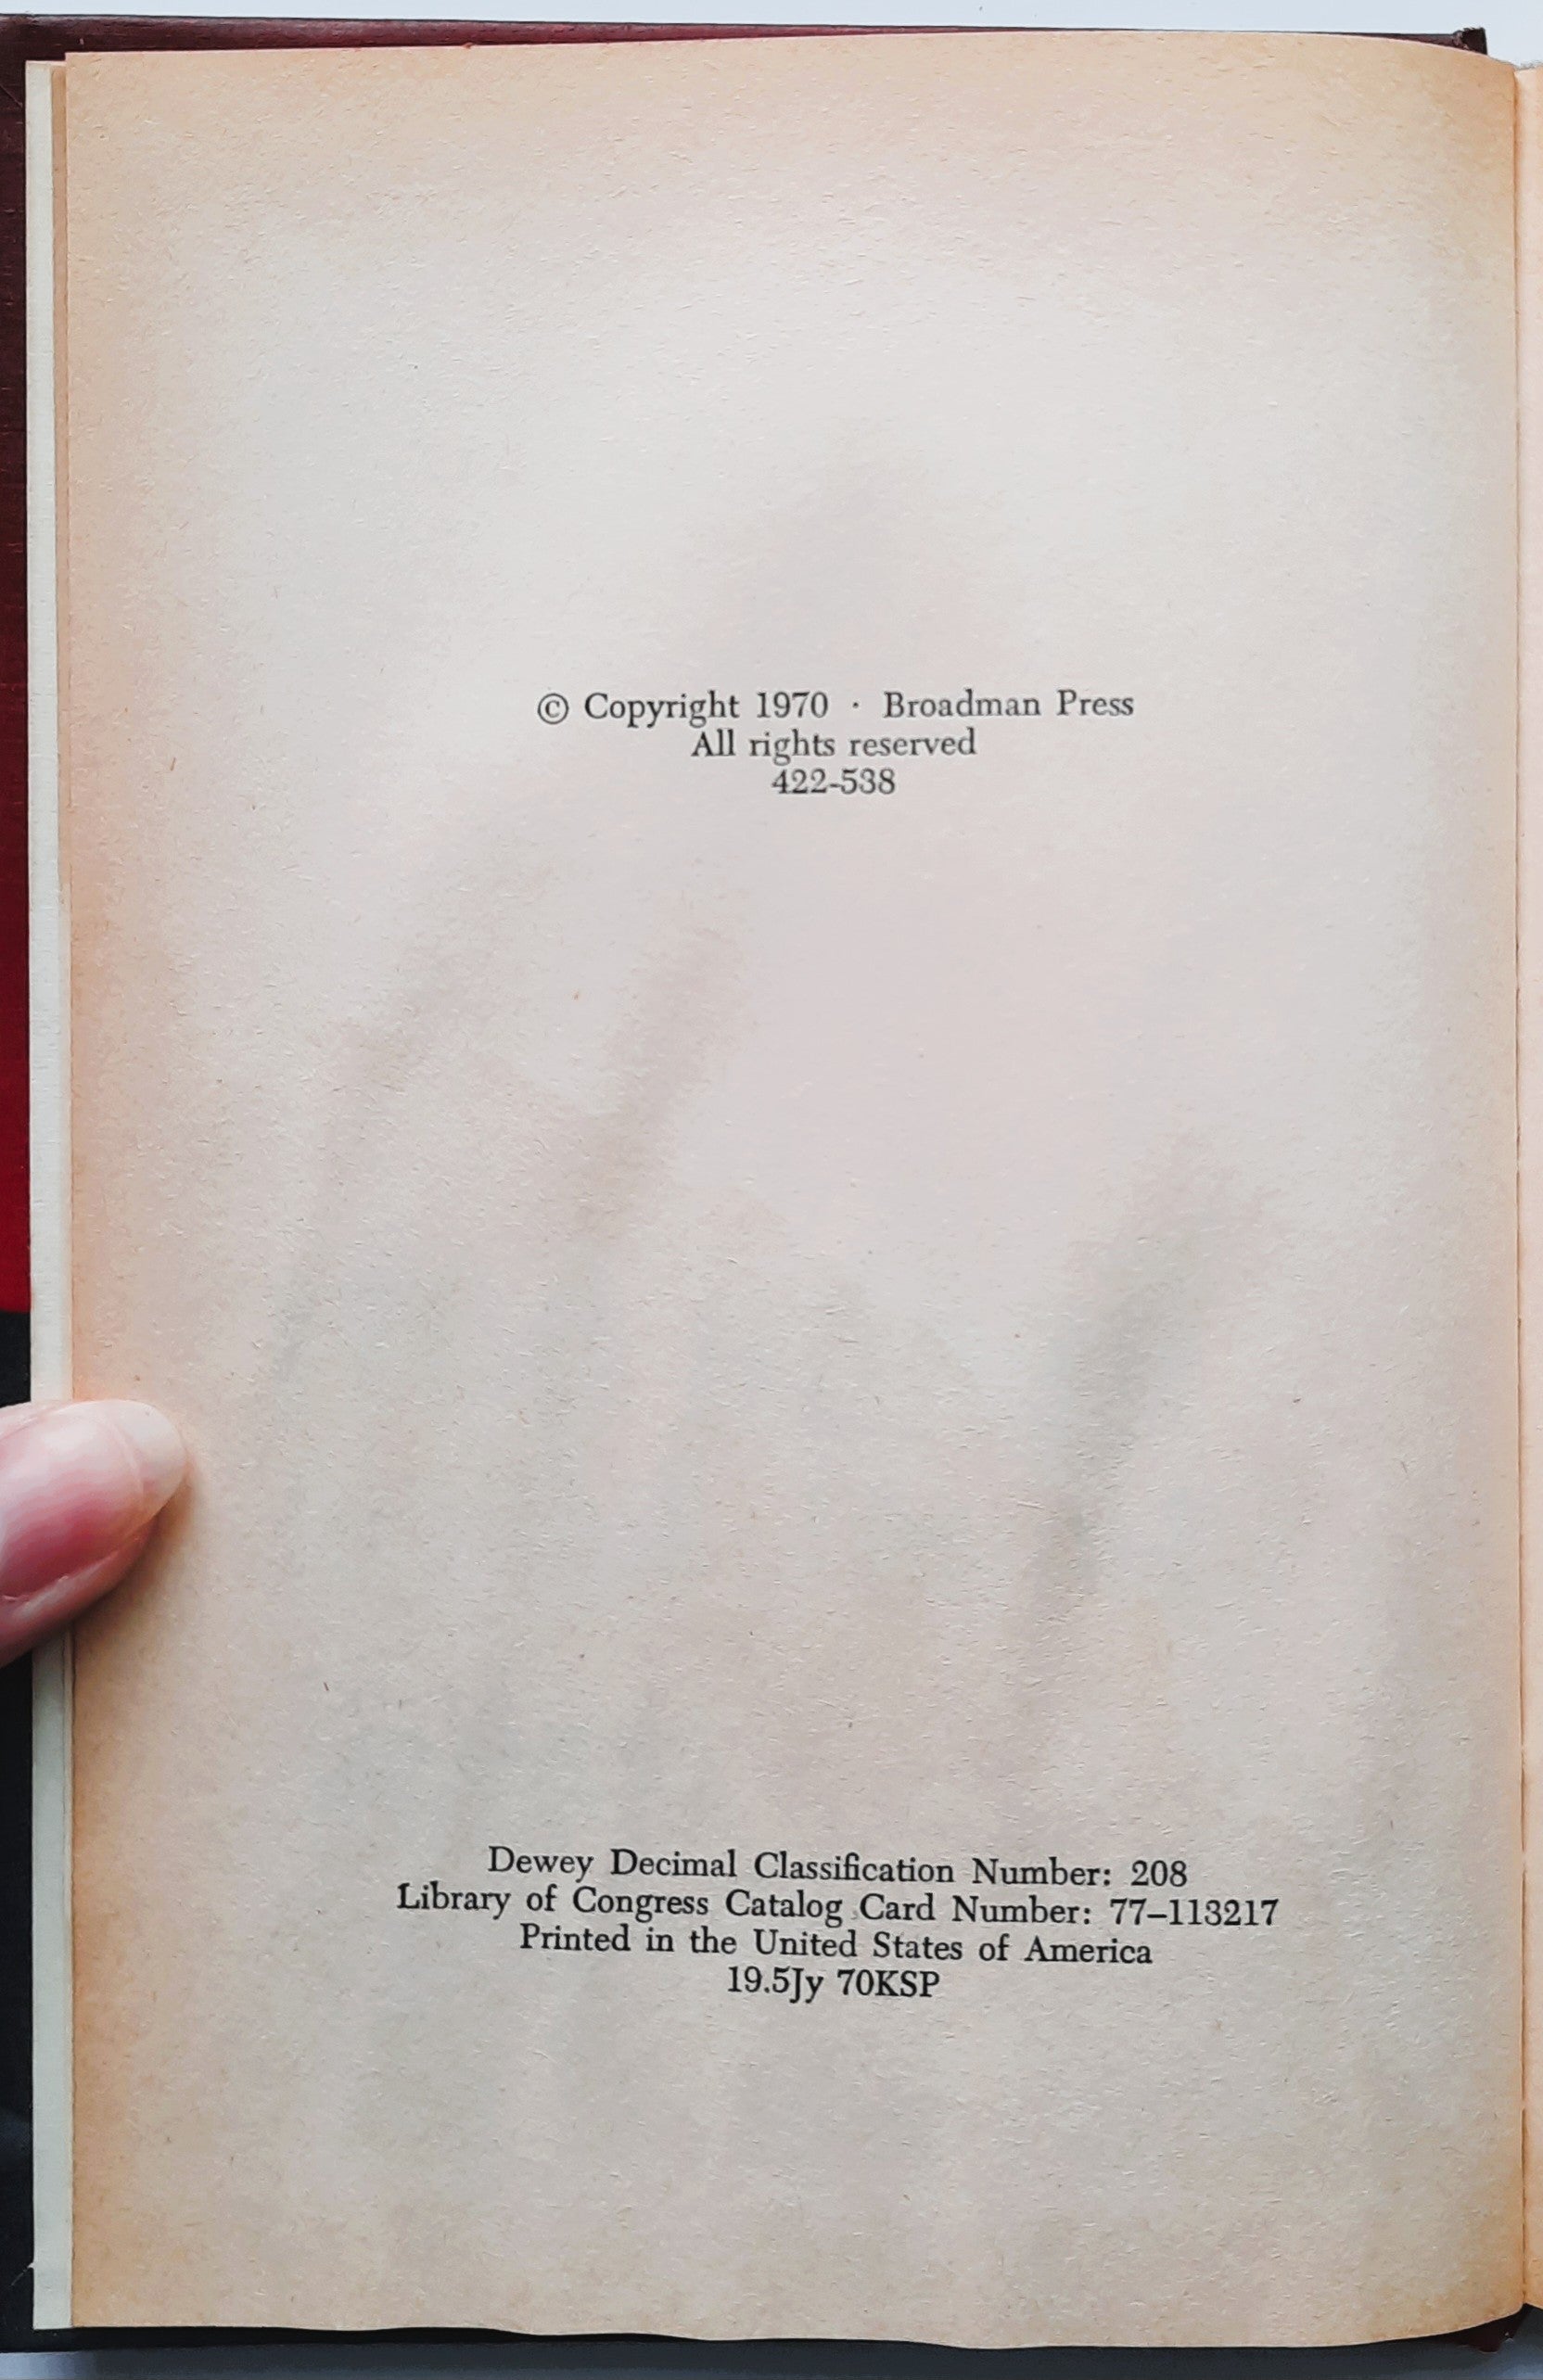 © Copyright 1970 · Broadman Press
All rights reserved
422-538
Dewey Decimal Classification Number: 208
Library of Congress Catalog Card Number: 77–113217
Printed in the United States of America
19.5Jy 70KSP